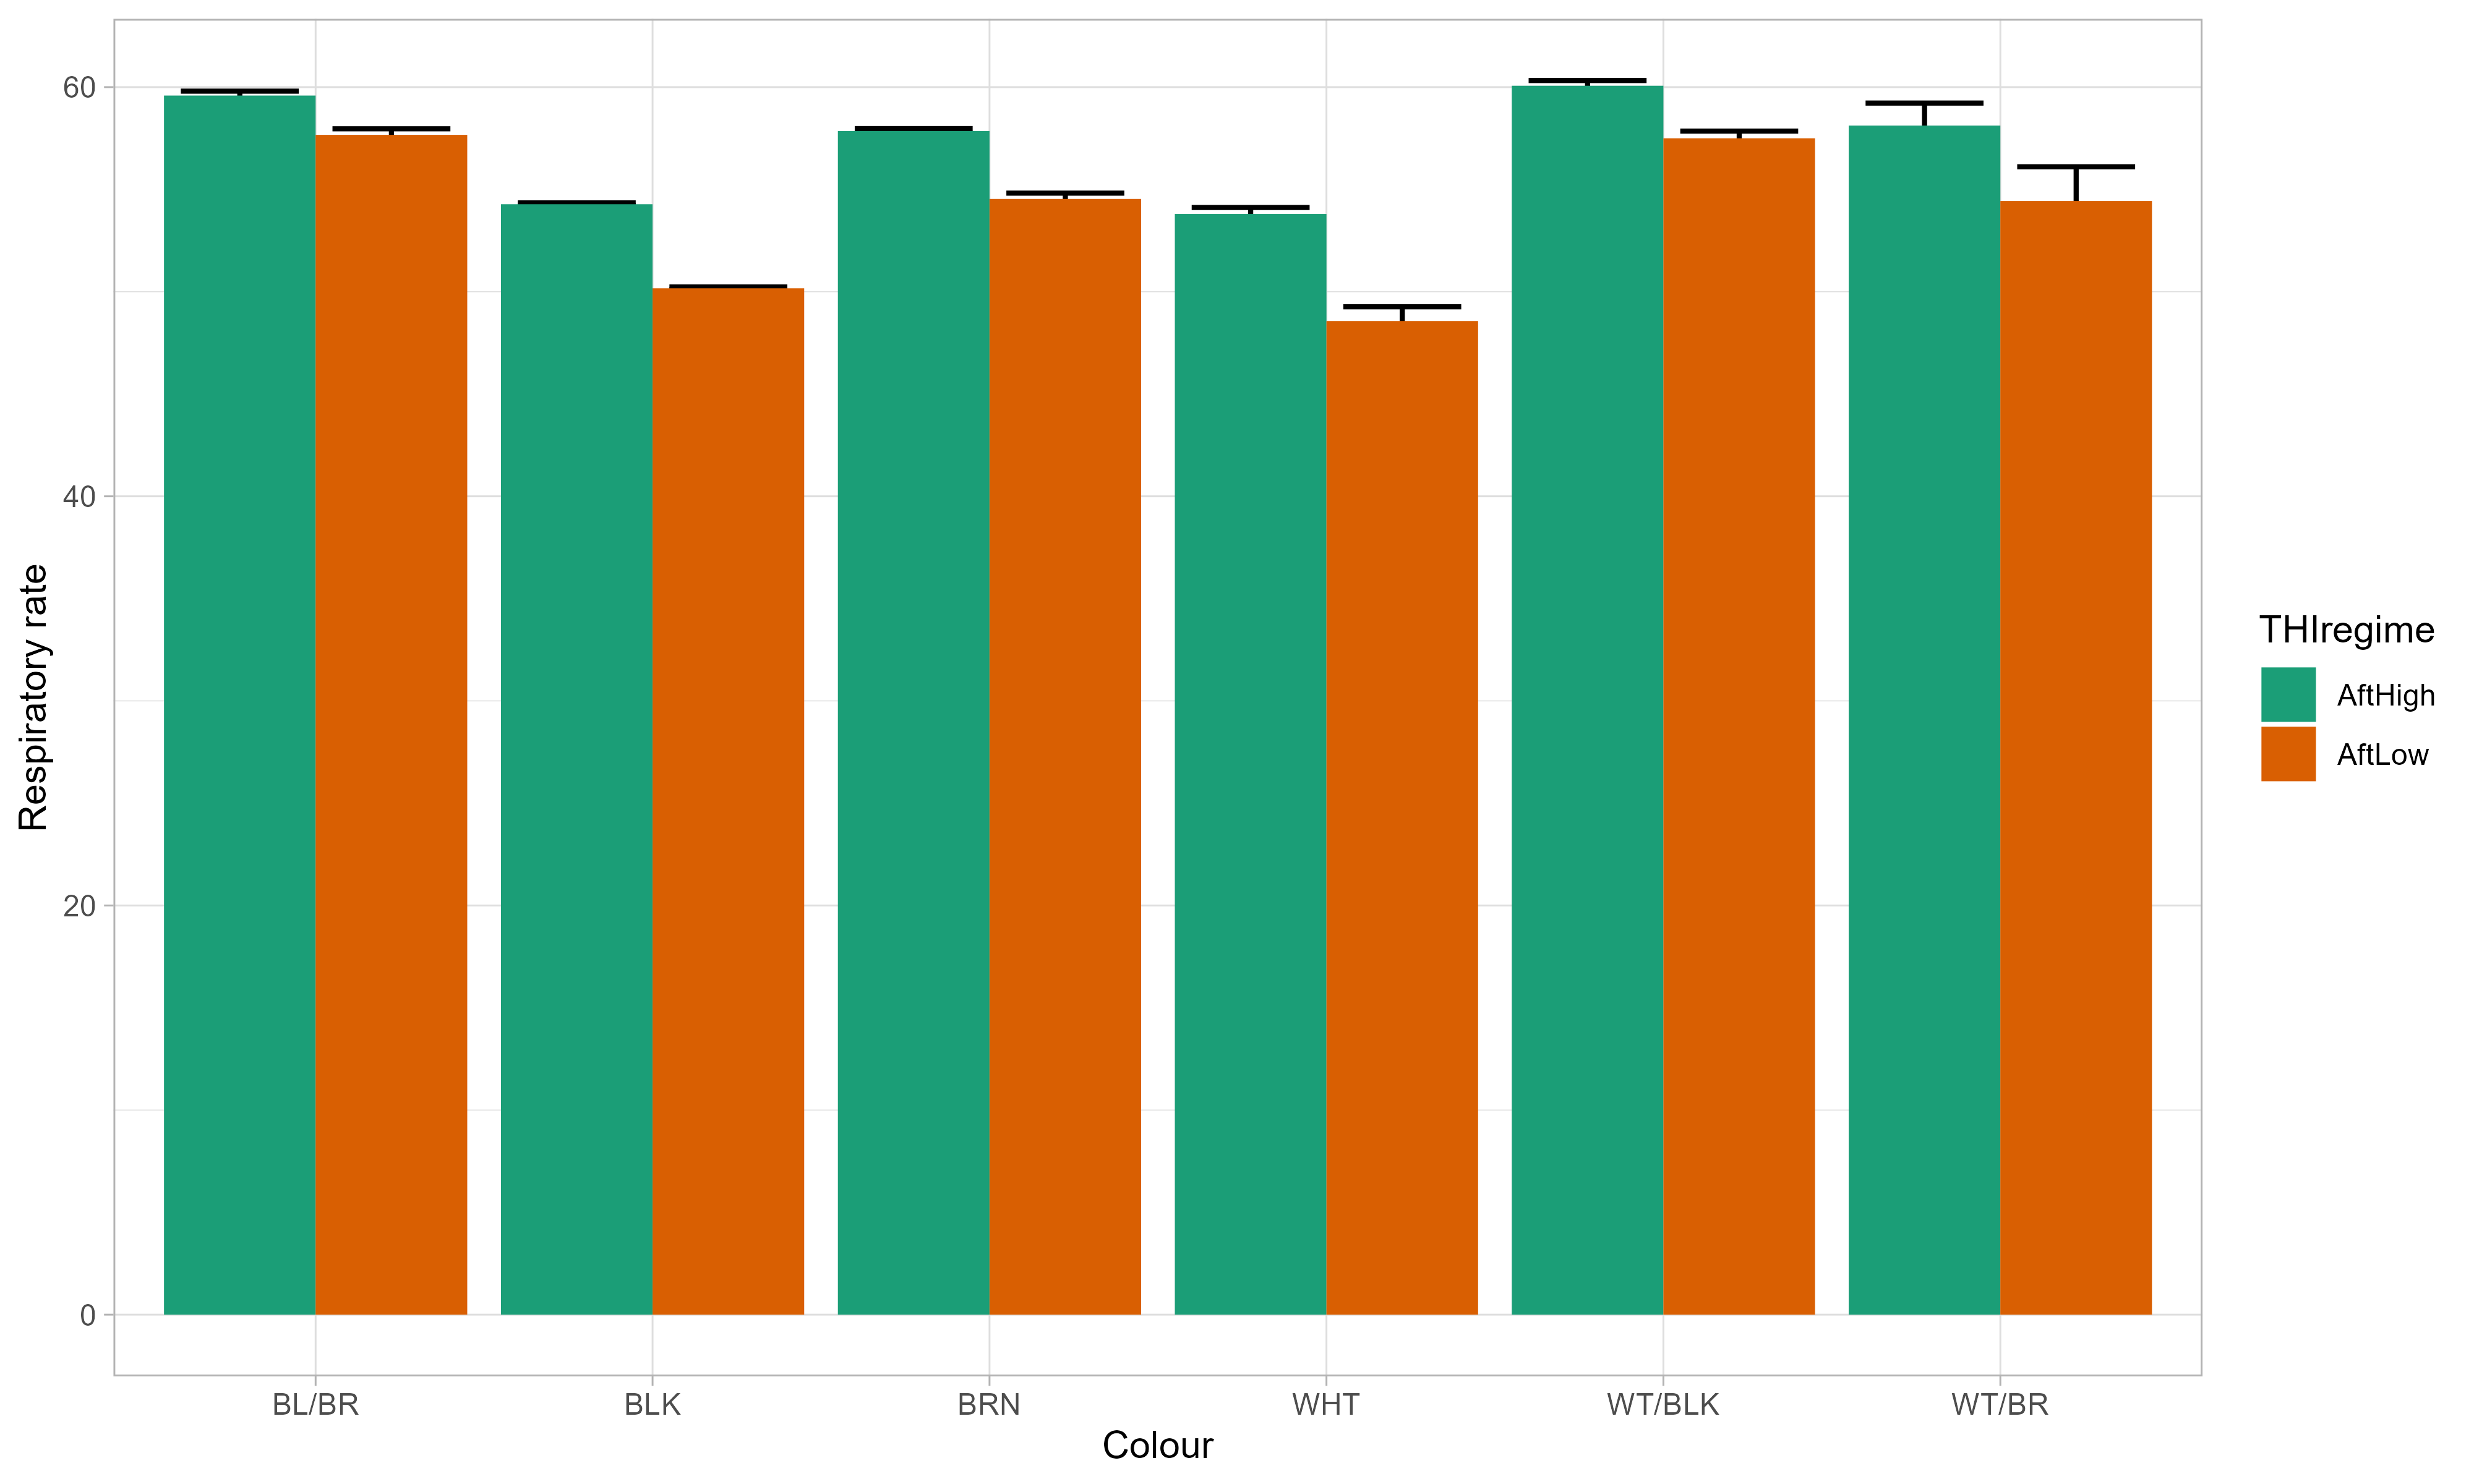 60
40
20
0
Respiratory rate
BL/BR BLK BRN WHT WT/BLK WT/BR
Colour
THIregime
AftHigh
AftLow